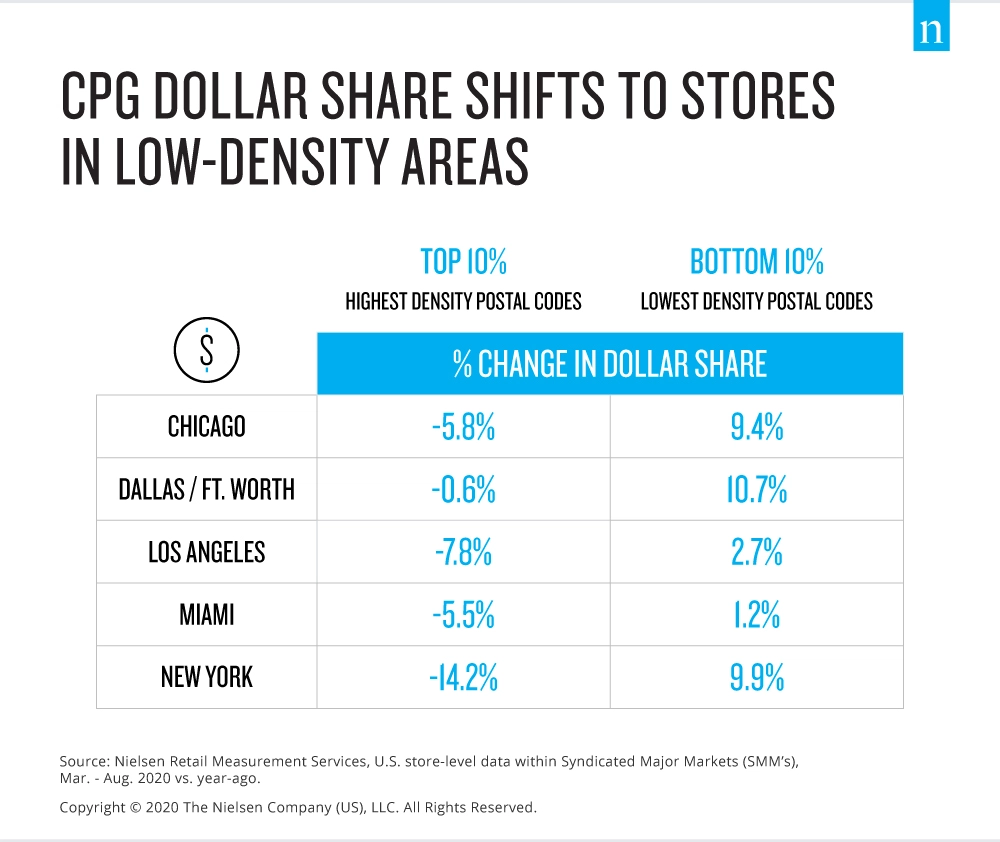 n
CPG DOLLAR SHARE SHIFTS TO STORES
IN LOW-DENSITY AREAS
TOP 10% BOTTOM 10%
HIGHEST DENSITY POSTAL CODES LOWEST DENSITY POSTAL CODES
$ % CHANGE IN DOLLAR SHARE
CHICAGO -5.8% 9.4%
DALLAS / FT. WORTH -0.6% 10.7%
LOS ANGELES -7.8% 2.7%
MIAMI -5.5% 1.2%
NEW YORK -14.2% 9.9%
Source: Nielsen Retail Measurement Services, U.S. store-level data within Syndicated Major Markets (SMM's),
Mar. - Aug. 2020 vs. year-ago.
Copyright © 2020 The Nielsen Company (US), LLC. All Rights Reserved.